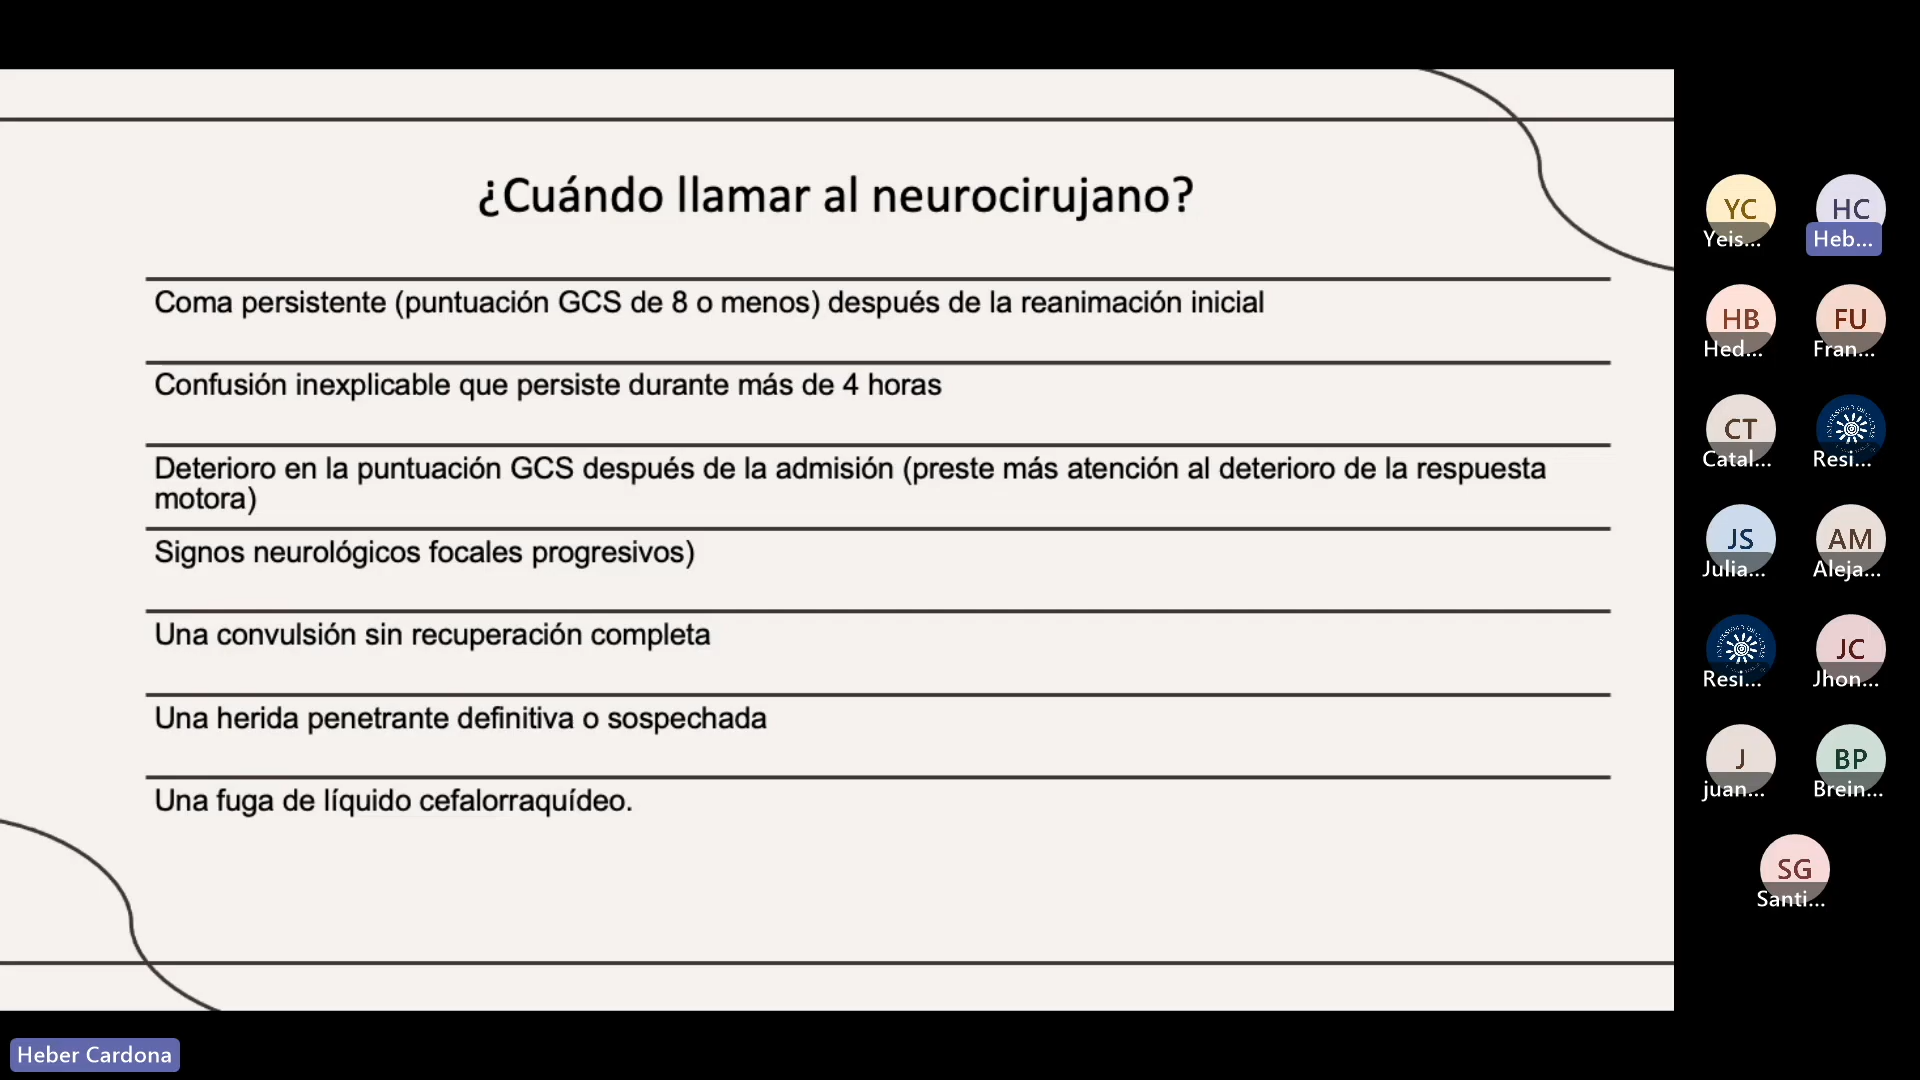 ¿Cuándo llamar al neurocirujano?
Coma persistente (puntuación GCS de 8 o menos) después de la reanimación inicial
Confusión inexplicable que persiste durante más de 4 horas
Deterioro en la puntuación GCS después de la admisión (preste más atención al deterioro de la respuesta
motora)
Signos neurológicos focales progresivos)
Una convulsión sin recuperación completa
Una herida penetrante definitiva o sospechada
Una fuga de líquido cefalorraquídeo.
YC
Yeis...
HC
Heb...
HB
Hed...
FU
Fran...
CT
Catal...
Resi...
JS
Julia...
AM
Aleja...
Resi...
JC
Jhon...
J
juan...
BP
Brein...
SG
Santi...
Heber Cardona